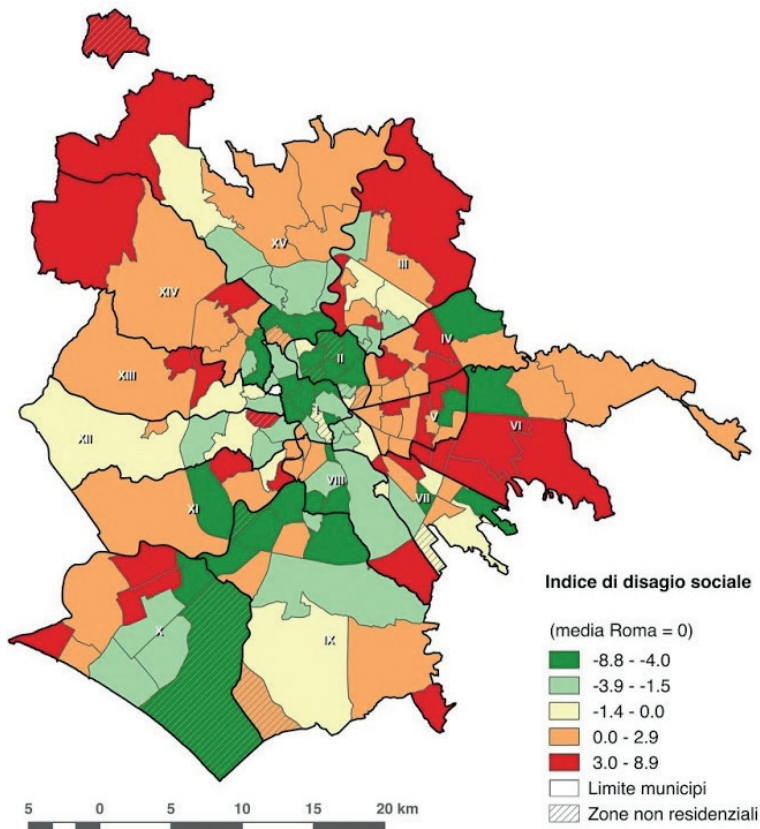 XV
III
XIV
IV
II
XIII
V
VI
XII
VIII
VII
XI
X
IX
Indice di disagio sociale
(media Roma = 0)
-8.8 - -4.0
-3.9 - -1.5
-1.4 - 0.0
0.0 - 2.9
3.0 - 8.9
Limite municipi
Zone non residenziali
5 0 5 10 15 20 km